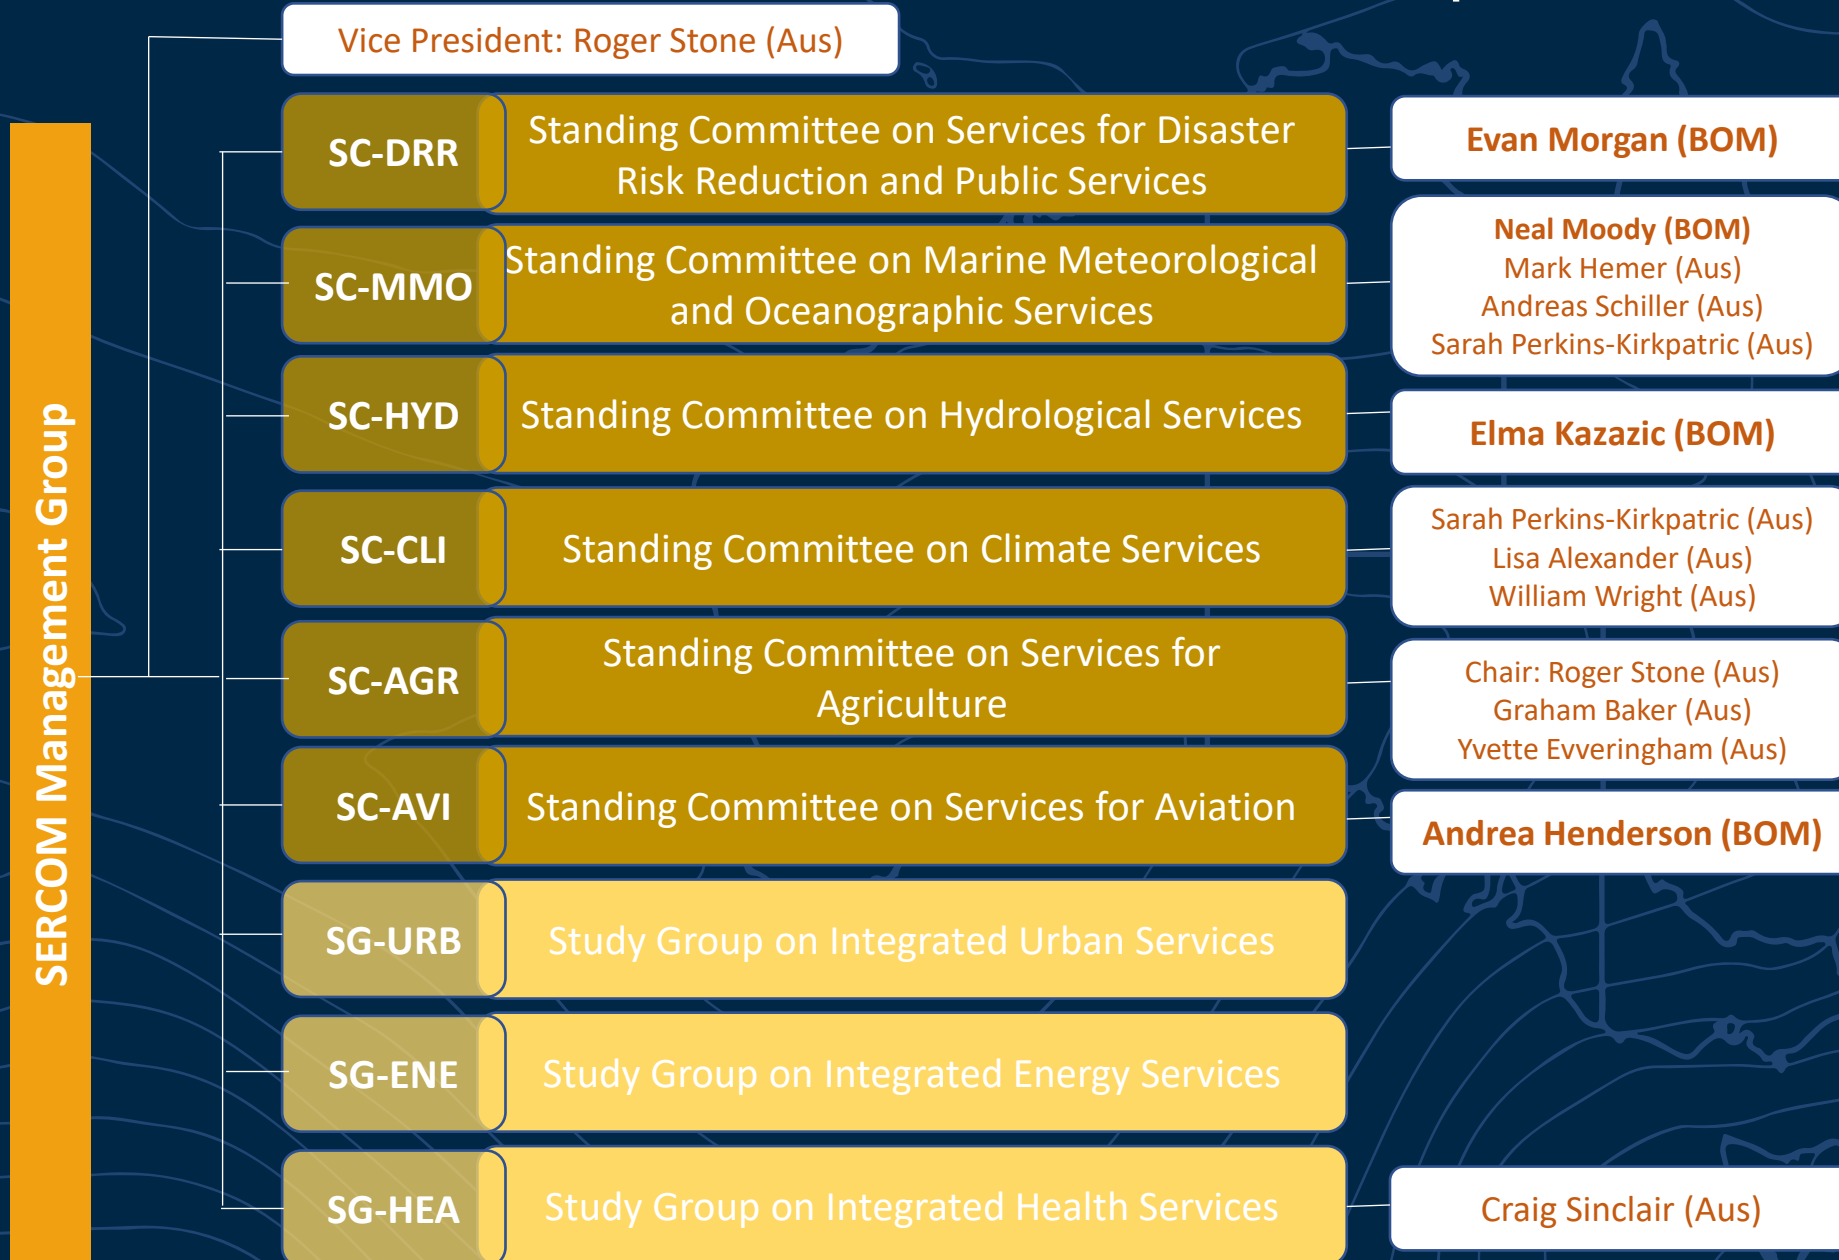 Vice President: Roger Stone (Aus)
SERCOM Management Group
SC-DRR
Standing Committee on Services for Disaster
Risk Reduction and Public Services
Evan Morgan (BOM)
SC-MMO
Standing Committee on Marine Meteorological
and Oceanographic Services
Neal Moody (BOM)
Mark Hemer (Aus)
Andreas Schiller (Aus)
Sarah Perkins-Kirkpatric (Aus)
SC-HYD
Standing Committee on Hydrological Services
Elma Kazazic (BOM)
SC-CLI
Standing Committee on Climate Services
Sarah Perkins-Kirkpatric (Aus)
Lisa Alexander (Aus)
William Wright (Aus)
SC-AGR
Standing Committee on Services for
Agriculture
Chair: Roger Stone (Aus)
Graham Baker (Aus)
Yvette Evveringham (Aus)
SC-AVI
Standing Committee on Services for Aviation
Andrea Henderson (BOM)
SG-URB
Study Group on Integrated Urban Services
SG-ENE
Study Group on Integrated Energy Services
SG-HEA
Study Group on Integrated Health Services
Craig Sinclair (Aus)